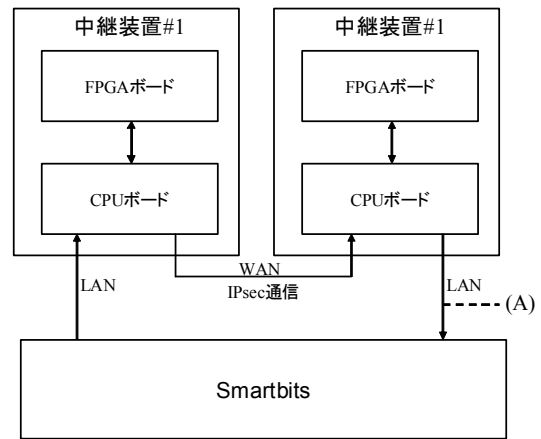 中継装置#1
FPGAボード
CPUボード
中継装置#1
FPGAボード
CPUボード
LAN
WAN
IPsec通信
LAN
(A)
Smartbits